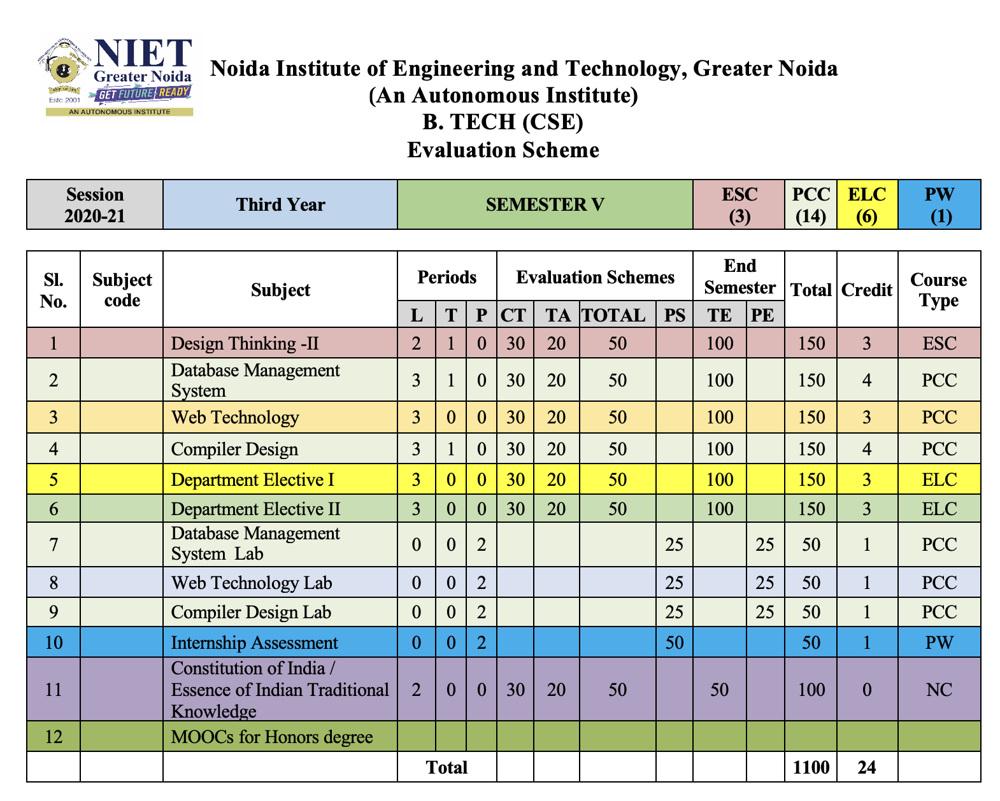 NIET
Greater Noida
GET FUTURE READY
Estc.2001
AN AUTONOMOUS INSTITUTE
Noida Institute of Engineering and Technology, Greater Noida
(An Autonomous Institute)
B. TECH (CSE)
Evaluation Scheme
Session 2020-21 Third Year SEMESTER V ESC (3) PCC (14) ELC (6) PW (1)
Sl. No. Subject code Subject Periods Evaluation Schemes End Semester Total Credit Course Type
L T P CT TA TOTAL PS TE PE
1 Design Thinking -II 2 1 0 30 20 50 100 150 3 ESC
2 Database Management System 3 1 0 30 20 50 100 150 4 PCC
3 Web Technology 3 0 0 30 20 50 100 150 3 PCC
4 Compiler Design 3 1 0 30 20 50 100 150 4 PCC
5 Department Elective I 3 0 0 30 20 50 100 150 3 ELC
6 Department Elective II 3 0 0 30 20 50 100 150 3 ELC
7 Database Management System Lab 0 0 2 25 25 50 1 PCC
8 Web Technology Lab 0 0 2 25 25 50 1 PCC
9 Compiler Design Lab 0 0 2 25 25 50 1 PCC
10 Internship Assessment 0 0 2 50 50 1 PW
11 Constitution of India / Essence of Indian Traditional Knowledge 2 0 0 30 20 50 50 100 0 NC
12 MOOCs for Honors degree
Total 1100 24